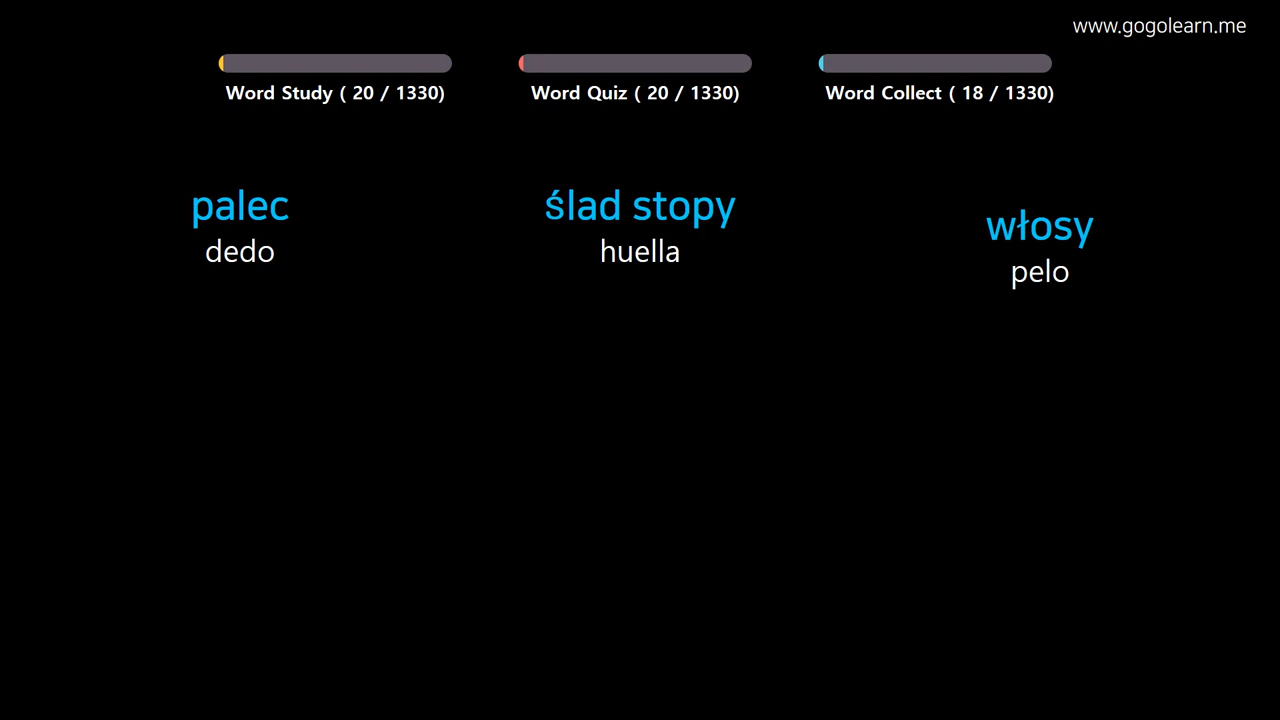 www.gogolearn.me
Word Study ( 20 / 1330)
Word Quiz ( 20 / 1330)
Word Collect ( 18 / 1330)
palec
dedo
ślad stopy
huella
włosy
pelo